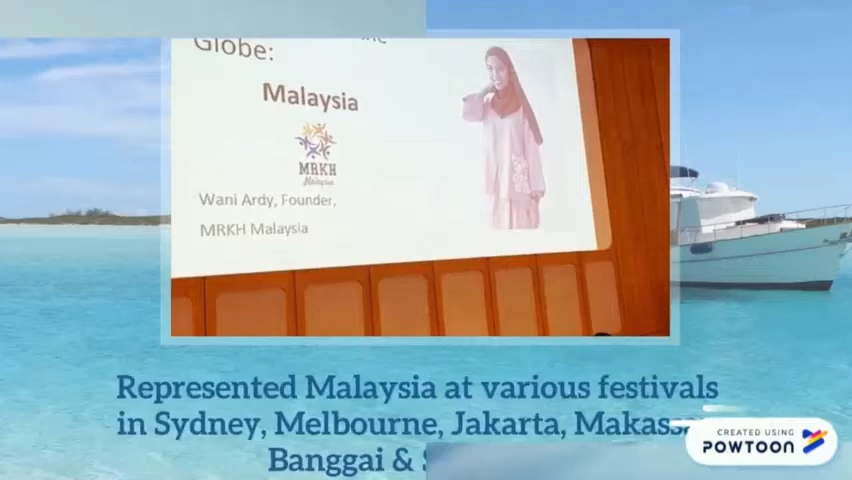 Globe:
Malaysia
MRKH
Malaysia
Wani Ardy, Founder,
MRKH Malaysia
Represented Malaysia at various festivals
in Sydney, Melbourne, Jakarta,
Banggai &
CREATED USING
POWTOON